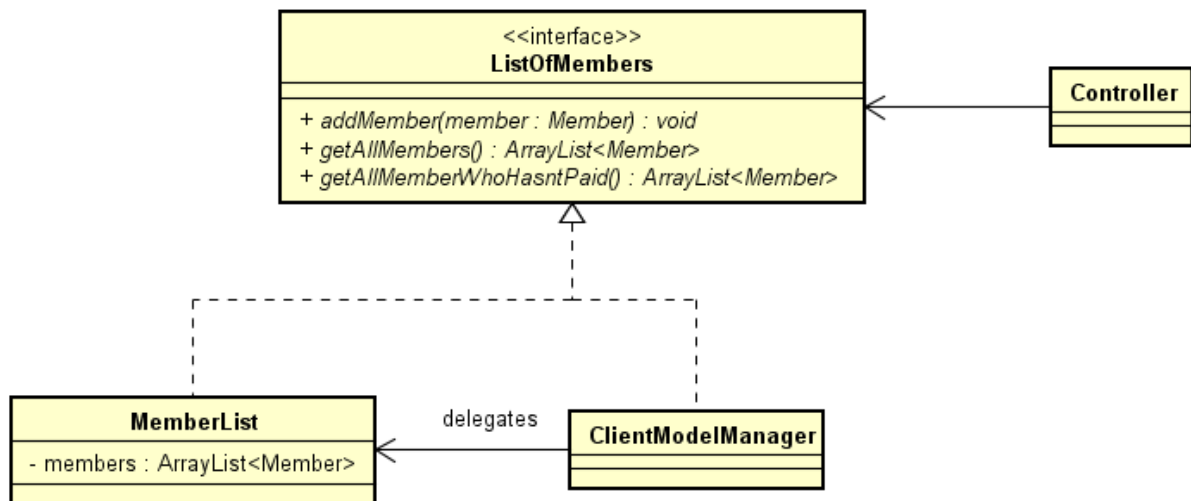 <<interface>>
ListOfMembers
Controller
+ addMember(member : Member) : void
+ getAllMembers() : ArrayList<Member>
+ getAllMemberWhoHasntPaid() : ArrayList<Member>
MemberList
delegates
ClientModelManager
- members : ArrayList<Member>